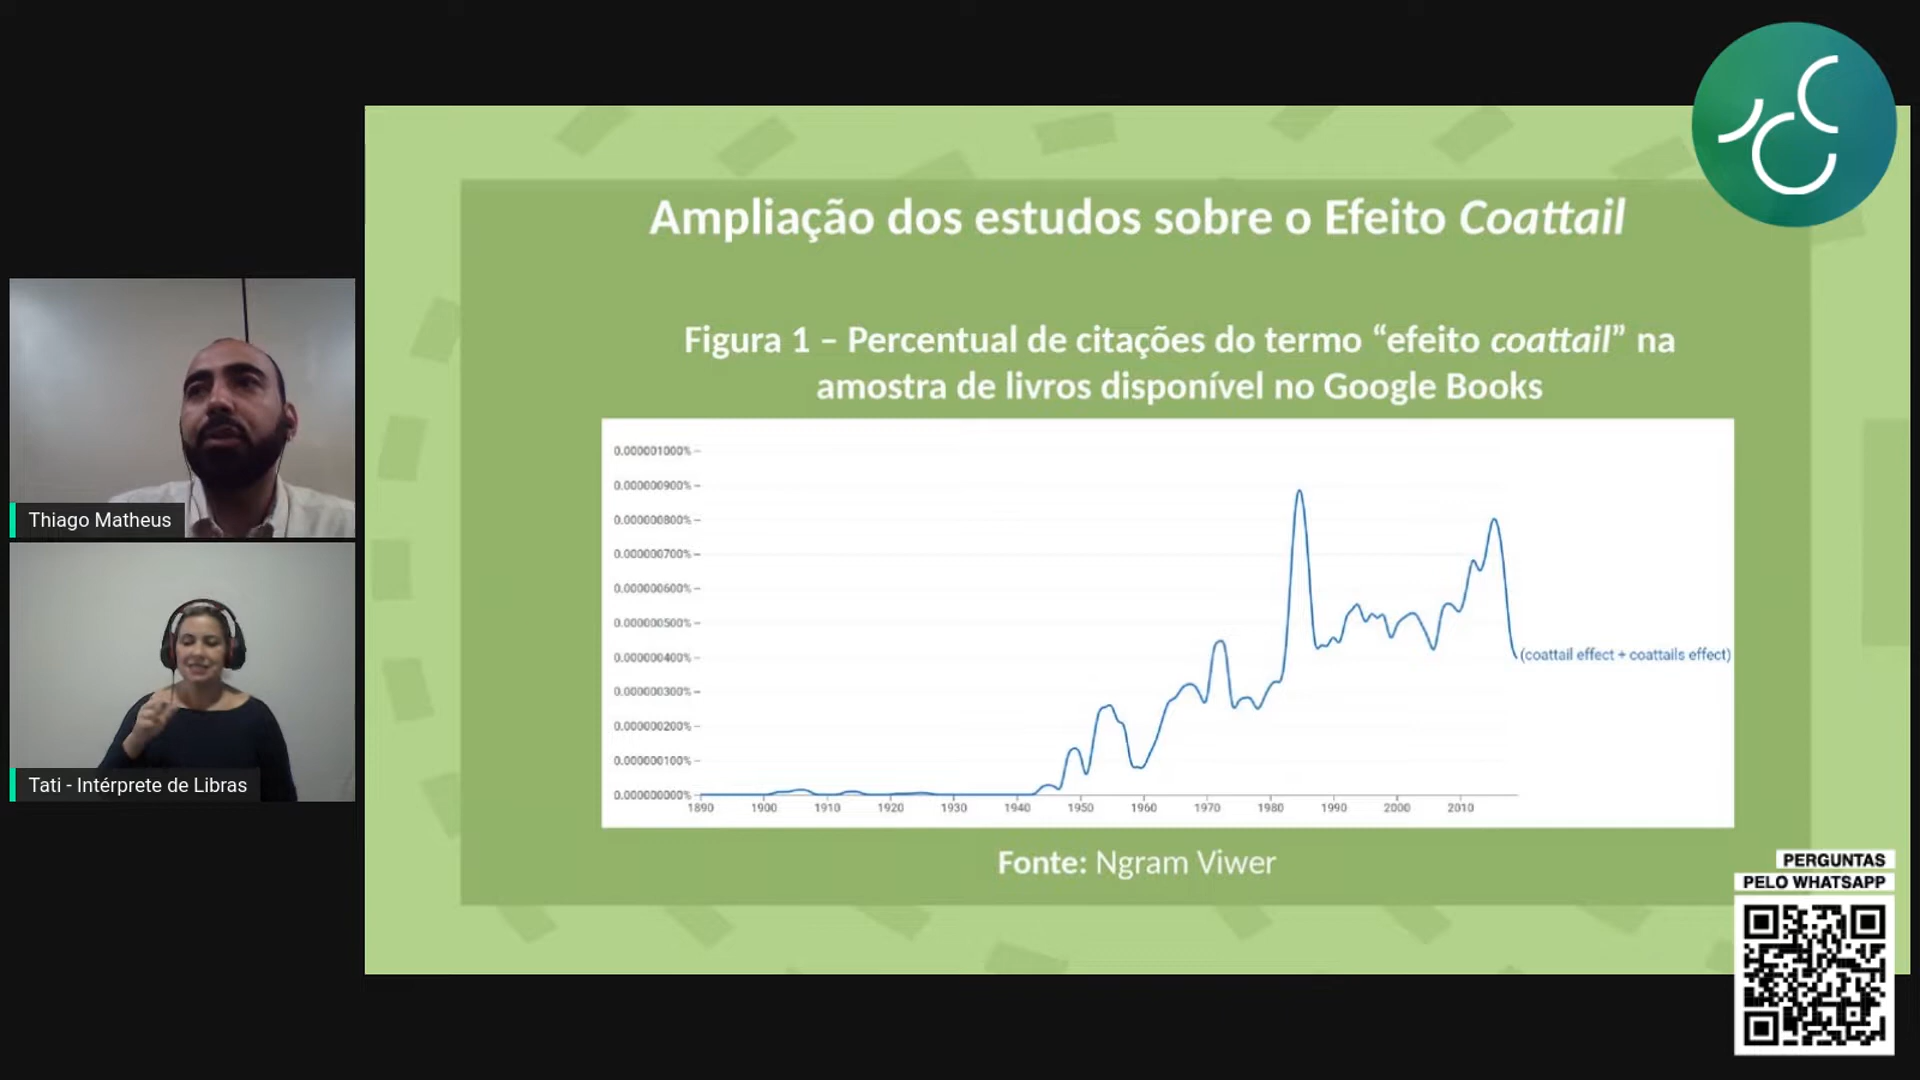 Ampliação dos estudos sobre o Efeito Coattail
Figura 1 – Percentual de citações do termo “efeito coattail” na
amostra de livros disponível no Google Books
0.000001000%
0.000000900%
0.000000800%
0.000000700%
0.000000600%
0.000000500%
0.000000400%
0.000000300%
0.000000200%
0.000000100%
0.000000000%
1890 1900 1910 1920 1930 1940 1950 1960 1970 1980 1990 2000 2010
(coattail effect + coattails effect)
Fonte: Ngram Viwer
Thiago Matheus
Tati - Intérprete de Libras
PERGUNTAS
PELO WHATSAPP